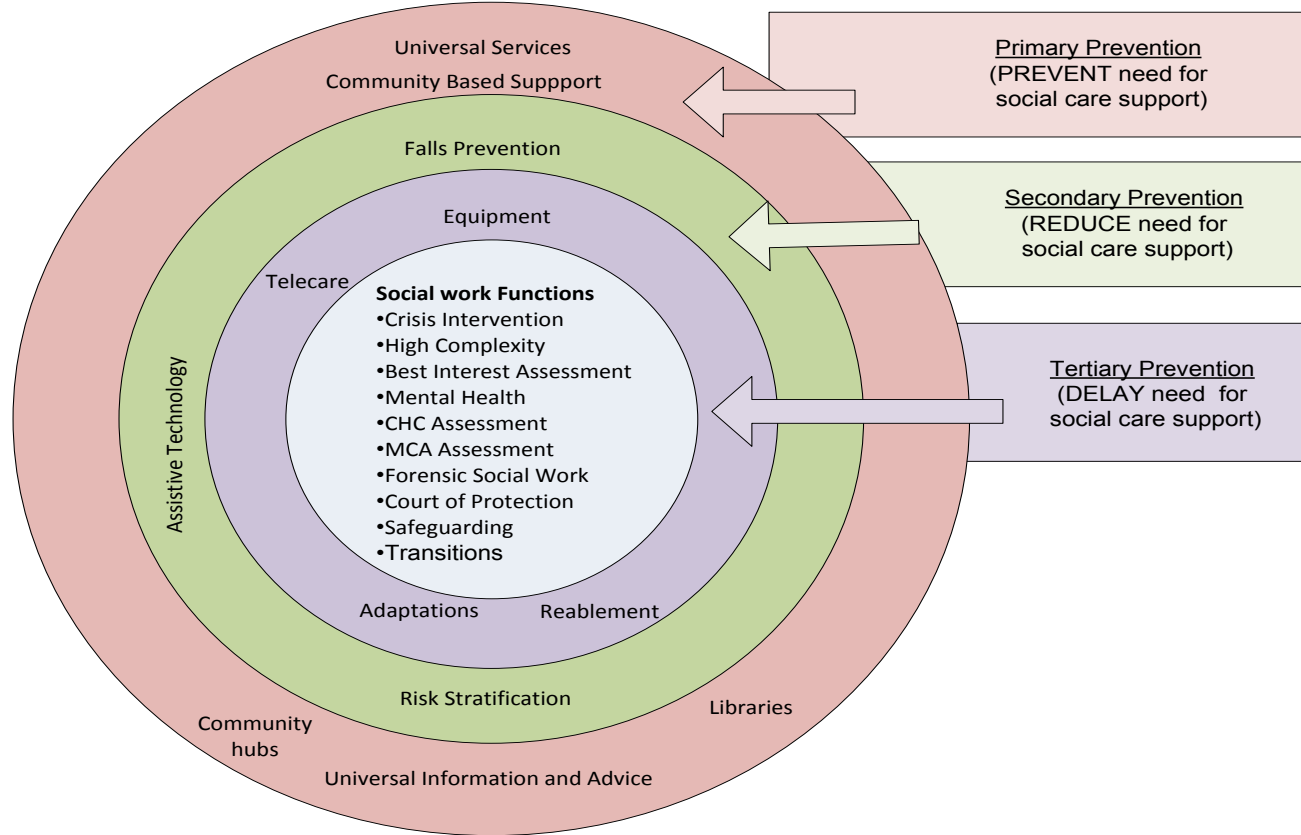 Universal Services
Community Based Suppport
Primary Prevention
(PREVENT need for
social care support)
Falls Prevention
Secondary Prevention
(REDUCE need for
social care support)
Equipment
Telecare
Assistive Technology
Social work Functions
•Crisis Intervention
•High Complexity
•Best Interest Assessment
•Mental Health
•CHC Assessment
•MCA Assessment
•Forensic Social Work
•Court of Protection
•Safeguarding
•Transitions
Tertiary Prevention
(DELAY need for
social care support)
Adaptations
Reablement
Risk Stratification
Libraries
Community
hubs
Universal Information and Advice